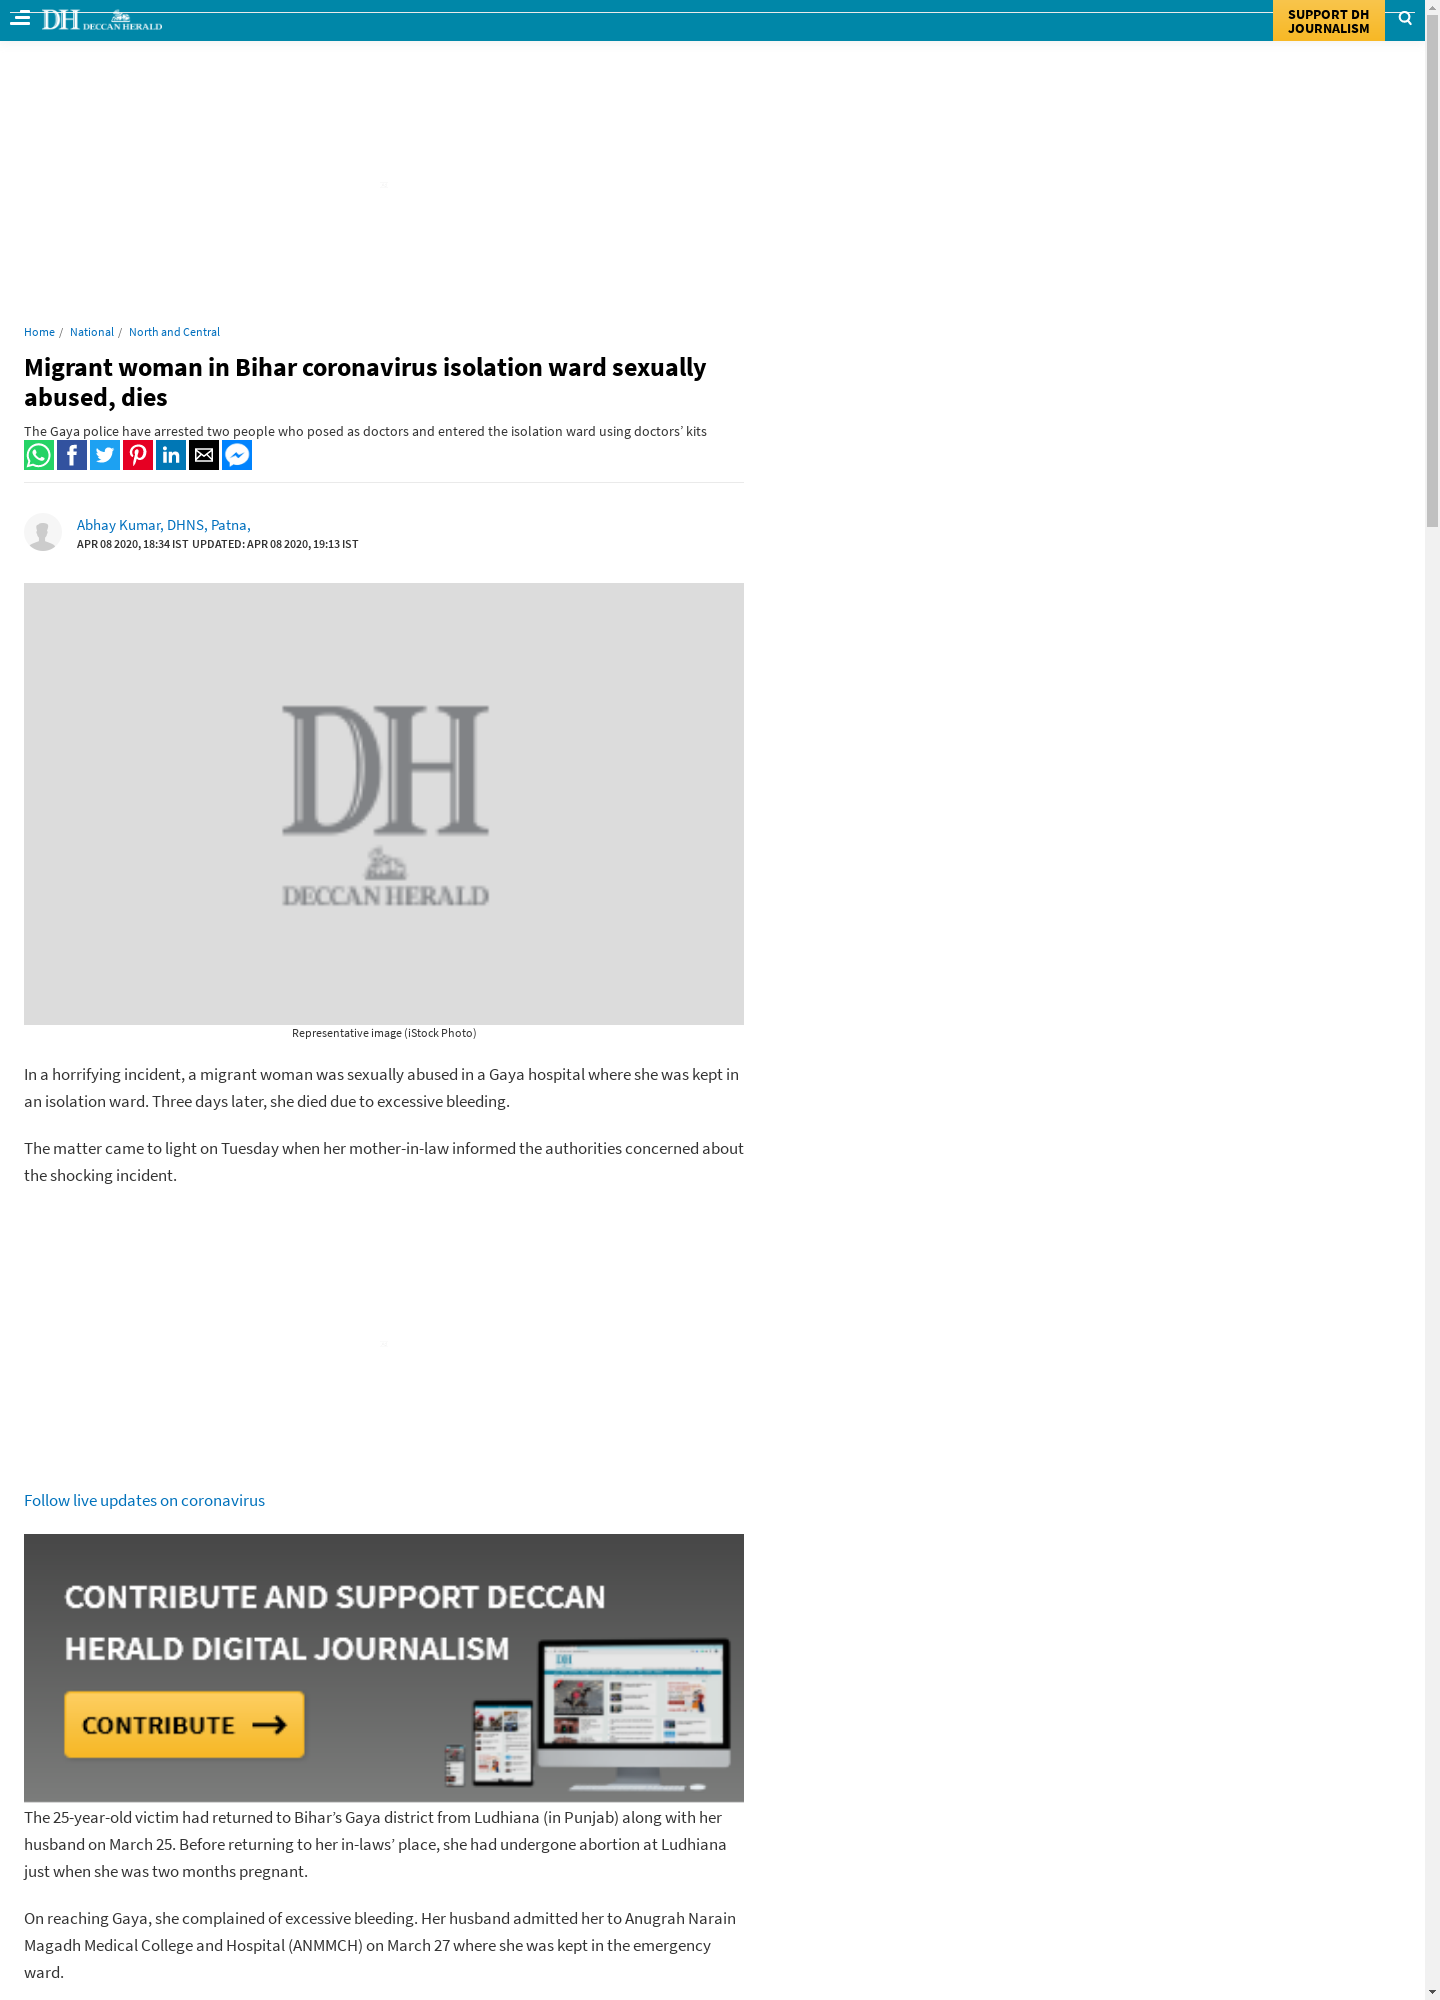 DH DECCAN HERALD
SUPPORT DH
JOURNALISM
Home / National / North and Central
Migrant woman in Bihar coronavirus isolation ward sexually
abused, dies
The Gaya police have arrested two people who posed as doctors and entered the isolation ward using doctors’ kits
Abhay Kumar, DHNS, Patna,
APR 08 2020, 18:34 IST UPDATED: APR 08 2020, 19:13 IST
DH
DECCAN HERALD
Representative image (iStock Photo)
In a horrifying incident, a migrant woman was sexually abused in a Gaya hospital where she was kept in
an isolation ward. Three days later, she died due to excessive bleeding.
The matter came to light on Tuesday when her mother-in-law informed the authorities concerned about
the shocking incident.
Follow live updates on coronavirus
CONTRIBUTE AND SUPPORT DECCAN
HERALD DIGITAL JOURNALISM
CONTRIBUTE
The 25-year-old victim had returned to Bihar’s Gaya district from Ludhiana (in Punjab) along with her
husband on March 25. Before returning to her in-laws’ place, she had undergone abortion at Ludhiana
just when she was two months pregnant.
On reaching Gaya, she complained of excessive bleeding. Her husband admitted her to Anugrah Narain
Magadh Medical College and Hospital (ANMMCH) on March 27 where she was kept in the emergency
ward.